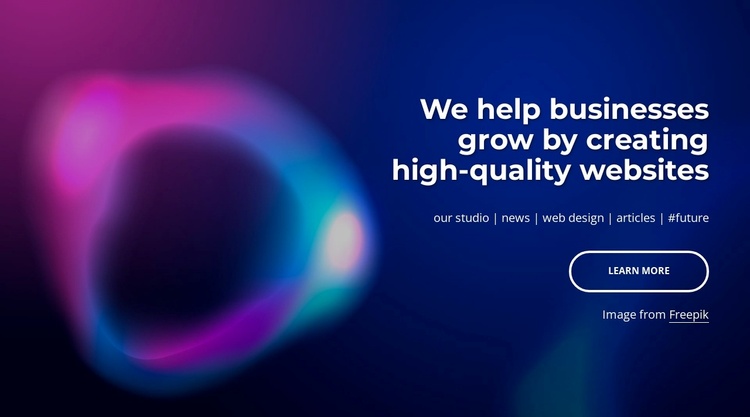 We help businesses
grow by creating
high-quality websites
our studio | news | web design | articles | #future
LEARN MORE
Image from Freepik